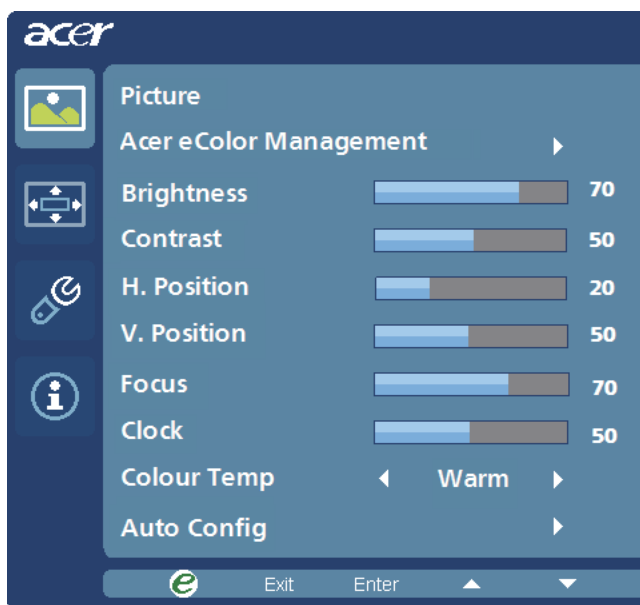 acer
Picture
Acer eColor Management
Brightness 70
Contrast 50
H. Position 20
V. Position 50
Focus 70
Clock 50
Colour Temp Warm
Auto Config
e Exit Enter